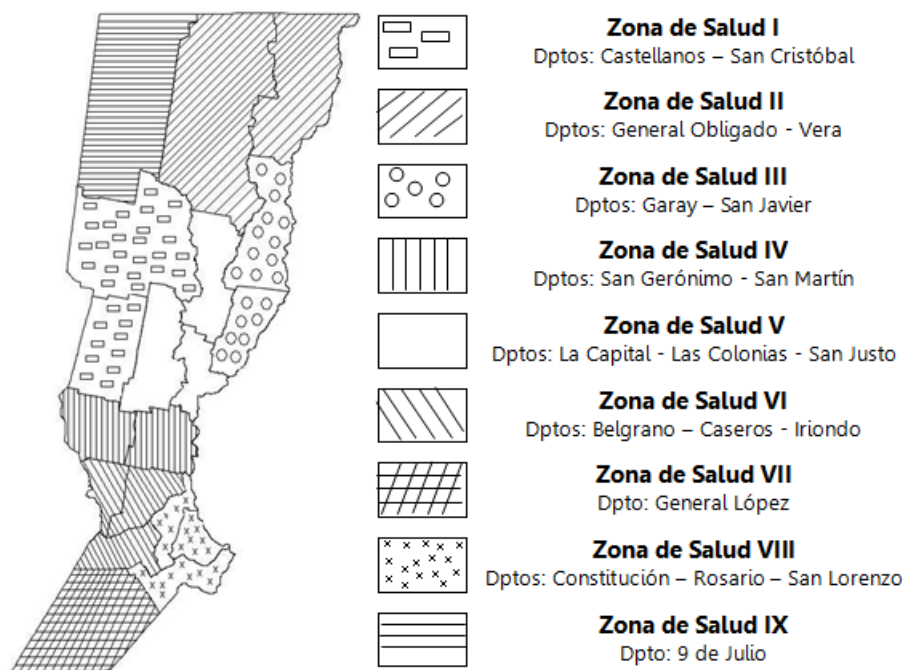 Zona de Salud I
Dptos: Castellanos – San Cristóbal
Zona de Salud II
Dptos: General Obligado - Vera
Zona de Salud III
Dptos: Garay – San Javier
Zona de Salud IV
Dptos: San Gerónimo - San Martín
Zona de Salud V
Dptos: La Capital - Las Colonias - San Justo
Zona de Salud VI
Dptos: Belgrano – Caseros - Iriondo
Zona de Salud VII
Dpto: General López
Zona de Salud VIII
Dptos: Constitución – Rosario – San Lorenzo
Zona de Salud IX
Dpto: 9 de Julio